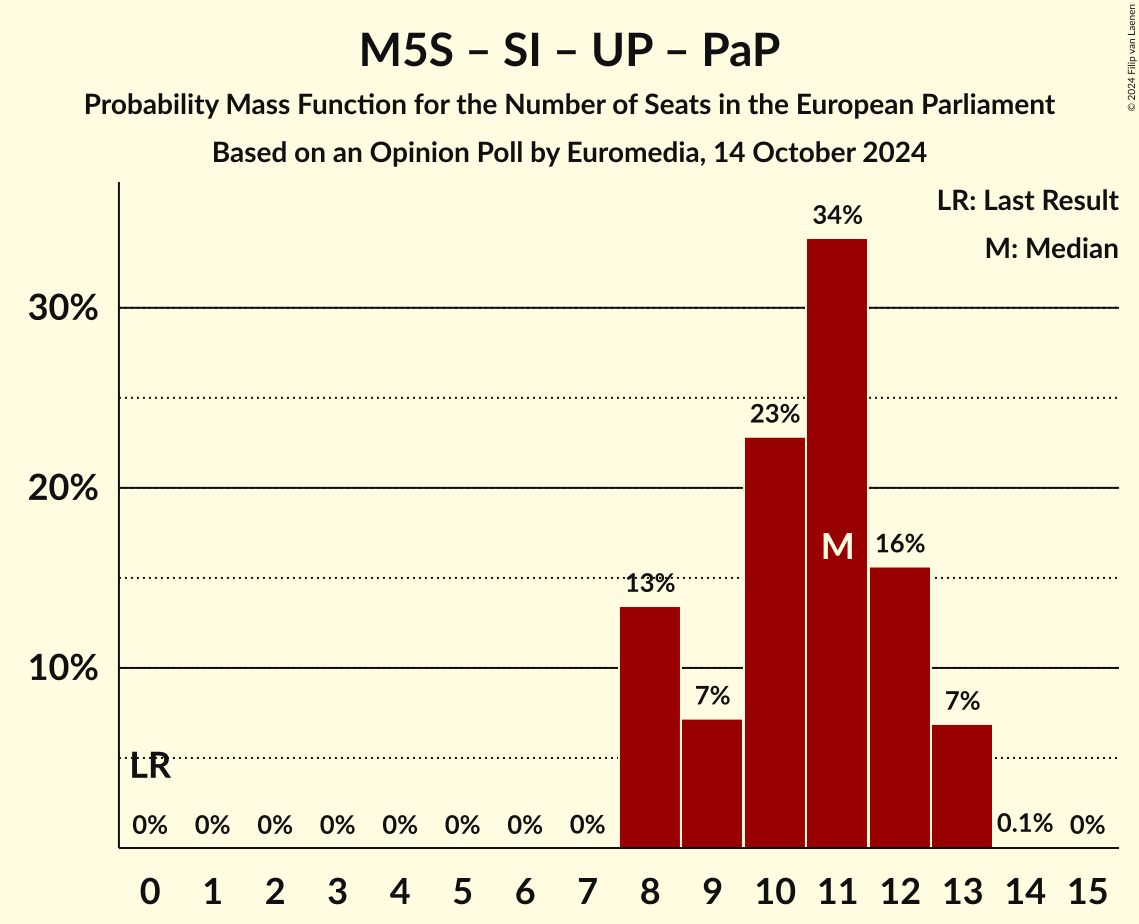 M5S – SI – UP – PaP
Probability Mass Function for the Number of Seats in the European Parliament
Based on an Opinion Poll by Euromedia, 14 October 2024
© 2024 Filip van Laenen
LR: Last Result
M: Median
34%
30%
23%
20%
M
16%
13%
10%
7%
7%
LR
0% 0% 0% 0% 0% 0% 0% 0% 0.1% 0%
0 1 2 3 4 5 6 7 8 9 10 11 12 13 14 15